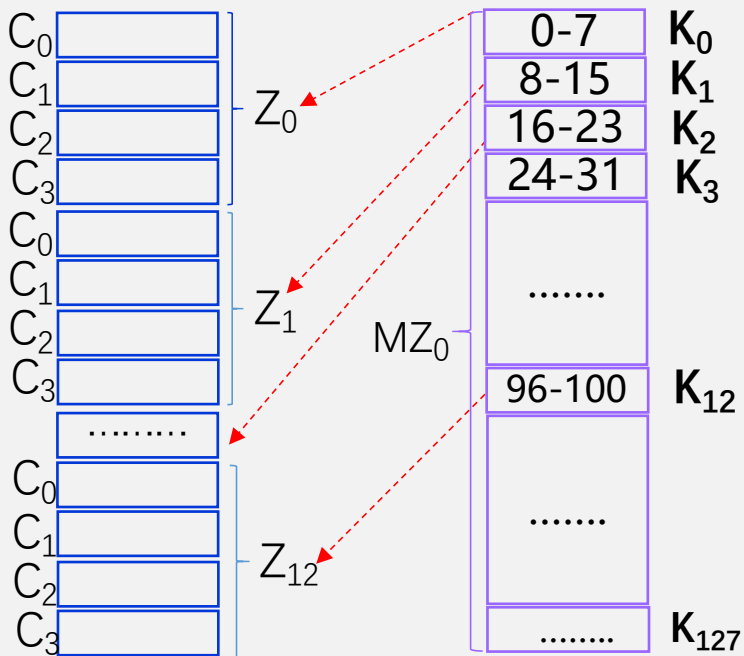 C₀
C₁
C₂
C₃
Z₀
C₀
C₁
C₂
C₃
Z₁
………
C₀
C₁
C₂
C₃
Z₁₂
MZ₀
0-7 K₀
8-15 K₁
16-23 K₂
24-31 K₃
…….
96-100 K₁₂
…….
…….. K₁₂₇